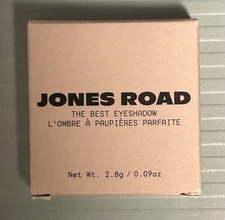 JONES ROAD
THE BEST EYESHADOW
L'OMBRE À PAUPIÈRES PARFAITE
Net Wt. 2.8g / 0.09oz